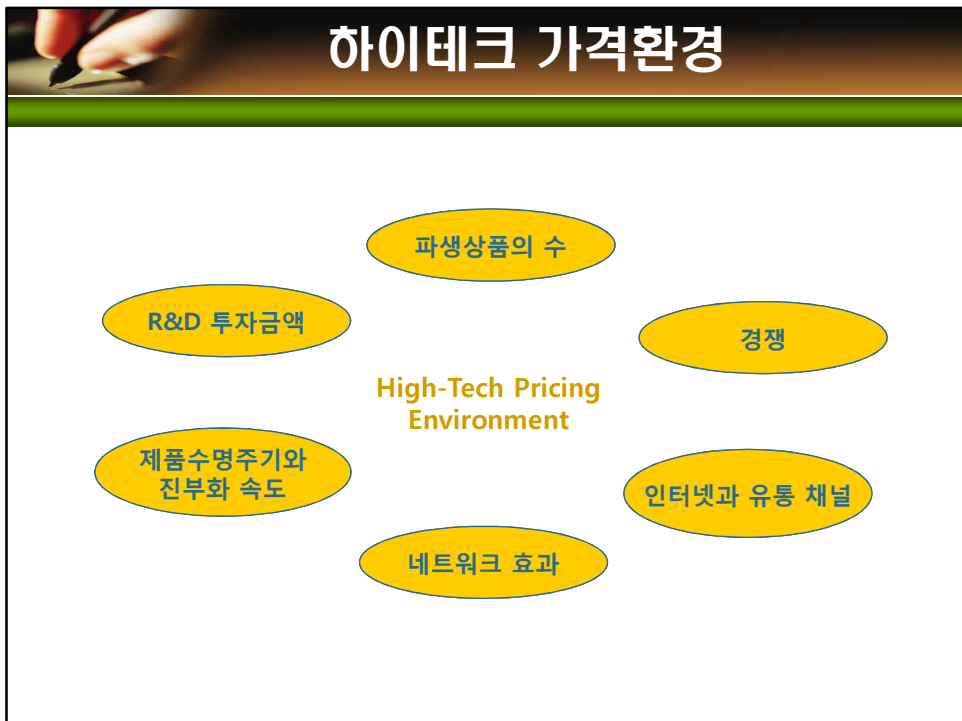 하이테크 가격환경
파생상품의 수
R&D 투자금액
경쟁
High-Tech Pricing
Environment
제품수명주기와
진부화 속도
인터넷과 유통 채널
네트워크 효과